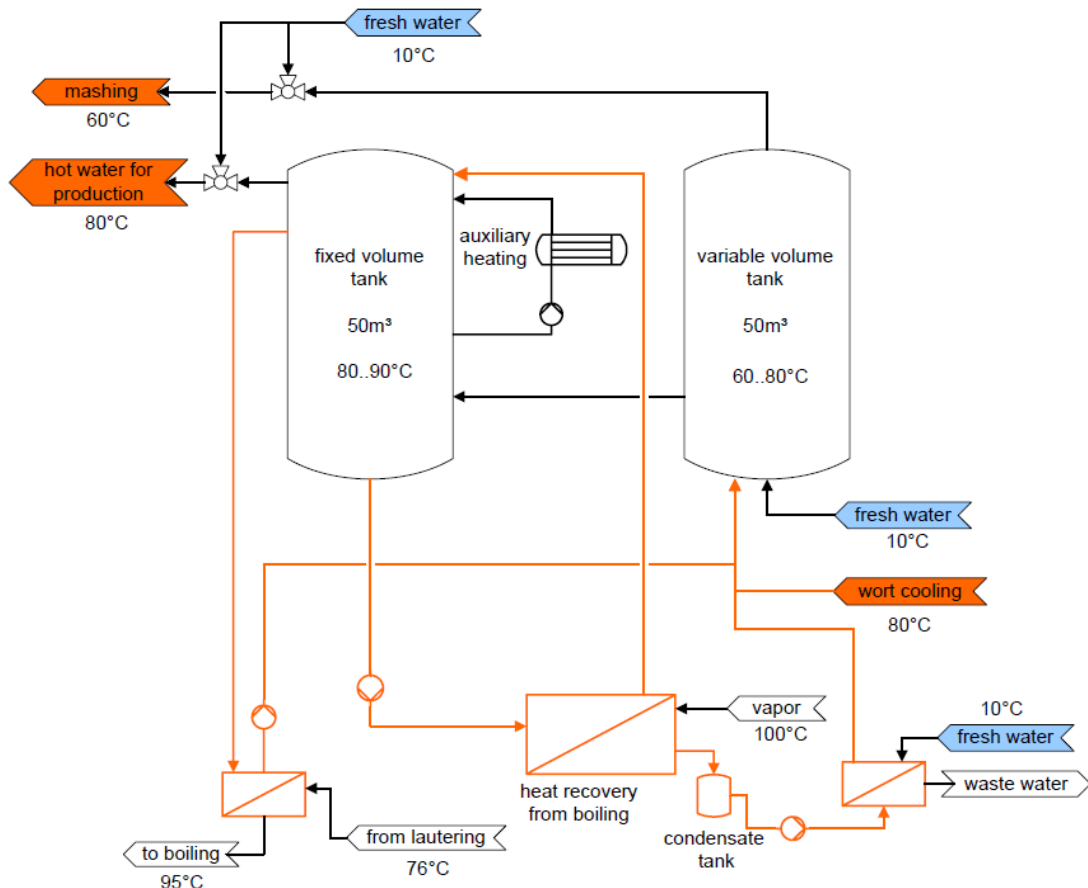 fresh water
10°C
mashing
60°C
hot water for
production
80°C
fixed volume
tank
50m³
80..90°C
auxiliary
heating
variable volume
tank
50m³
60..80°C
fresh water
10°C
wort cooling
80°C
vapor
100°C
10°C
fresh water
waste water
heat recovery
from boiling
condensate
tank
from lautering
76°C
to boiling
95°C